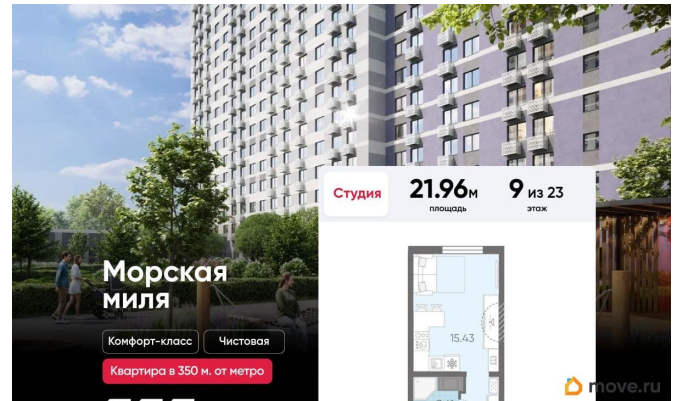 Студия
21.96м
площадь
9 из 23
этаж
Морская
миля
15.43
Комфорт-класс
Чистовая
Квартира в 350 м. от метро
move.ru